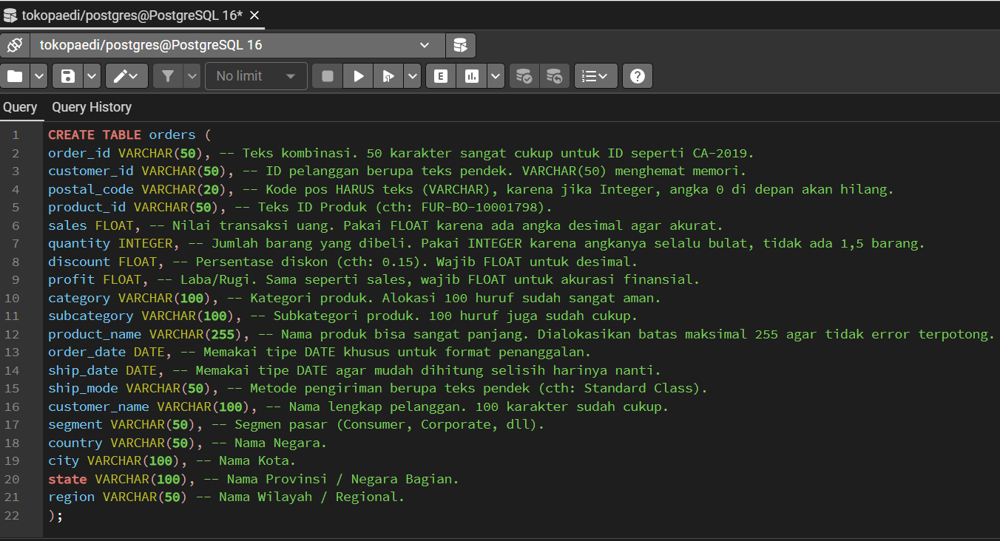 tokopaedi/postgres@PostgreSQL 16*
tokopaedi/postgres@PostgreSQL 16
No limit
E
Query Query History
1 CREATE TABLE orders (
2 order_id VARCHAR(50), -- Teks kombinasi. 50 karakter sangat cukup untuk ID seperti CA-2019.
3 customer_id VARCHAR(50), -- ID pelanggan berupa teks pendek. VARCHAR(50) menghemat memori.
4 postal_code VARCHAR(20), -- Kode pos HARUS teks (VARCHAR), karena jika Integer, angka 0 di depan akan hilang.
5 product_id VARCHAR(50), -- Teks ID Produk (cth: FUR-BO-10001798).
6 sales FLOAT, -- Nilai transaksi uang. Pakai FLOAT karena ada angka desimal agar akurat.
7 quantity INTEGER, -- Jumlah barang yang dibeli. Pakai INTEGER karena angkanya selalu bulat, tidak ada 1,5 barang.
8 discount FLOAT, -- Persentase diskon (cth: 0.15). Wajib FLOAT untuk desimal.
9 profit FLOAT, -- Laba/Rugi. Sama seperti sales, wajib FLOAT untuk akurasi finansial.
10 category VARCHAR(100), -- Kategori produk. Alokasi 100 huruf sudah sangat aman.
11 subcategory VARCHAR(100), -- Subkategori produk. 100 huruf juga sudah cukup.
12 product_name VARCHAR(255), -- Nama produk bisa sangat panjang. Dialokasikan batas maksimal 255 agar tidak error terpotong.
13 order_date DATE, -- Memakai tipe DATE khusus untuk format penanggalan.
14 ship_date DATE, -- Memakai tipe DATE agar mudah dihitung selisih harinya nanti.
15 ship_mode VARCHAR(50), -- Metode pengiriman berupa teks pendek (cth: Standard Class).
16 customer_name VARCHAR(100), -- Nama lengkap pelanggan. 100 karakter sudah cukup.
17 segment VARCHAR(50), -- Segmen pasar (Consumer, Corporate, dll).
18 country VARCHAR(50), -- Nama Negara.
19 city VARCHAR(100), -- Nama Kota.
20 state VARCHAR(100), -- Nama Provinsi / Negara Bagian.
21 region VARCHAR(50) -- Nama Wilayah / Regional.
22 );